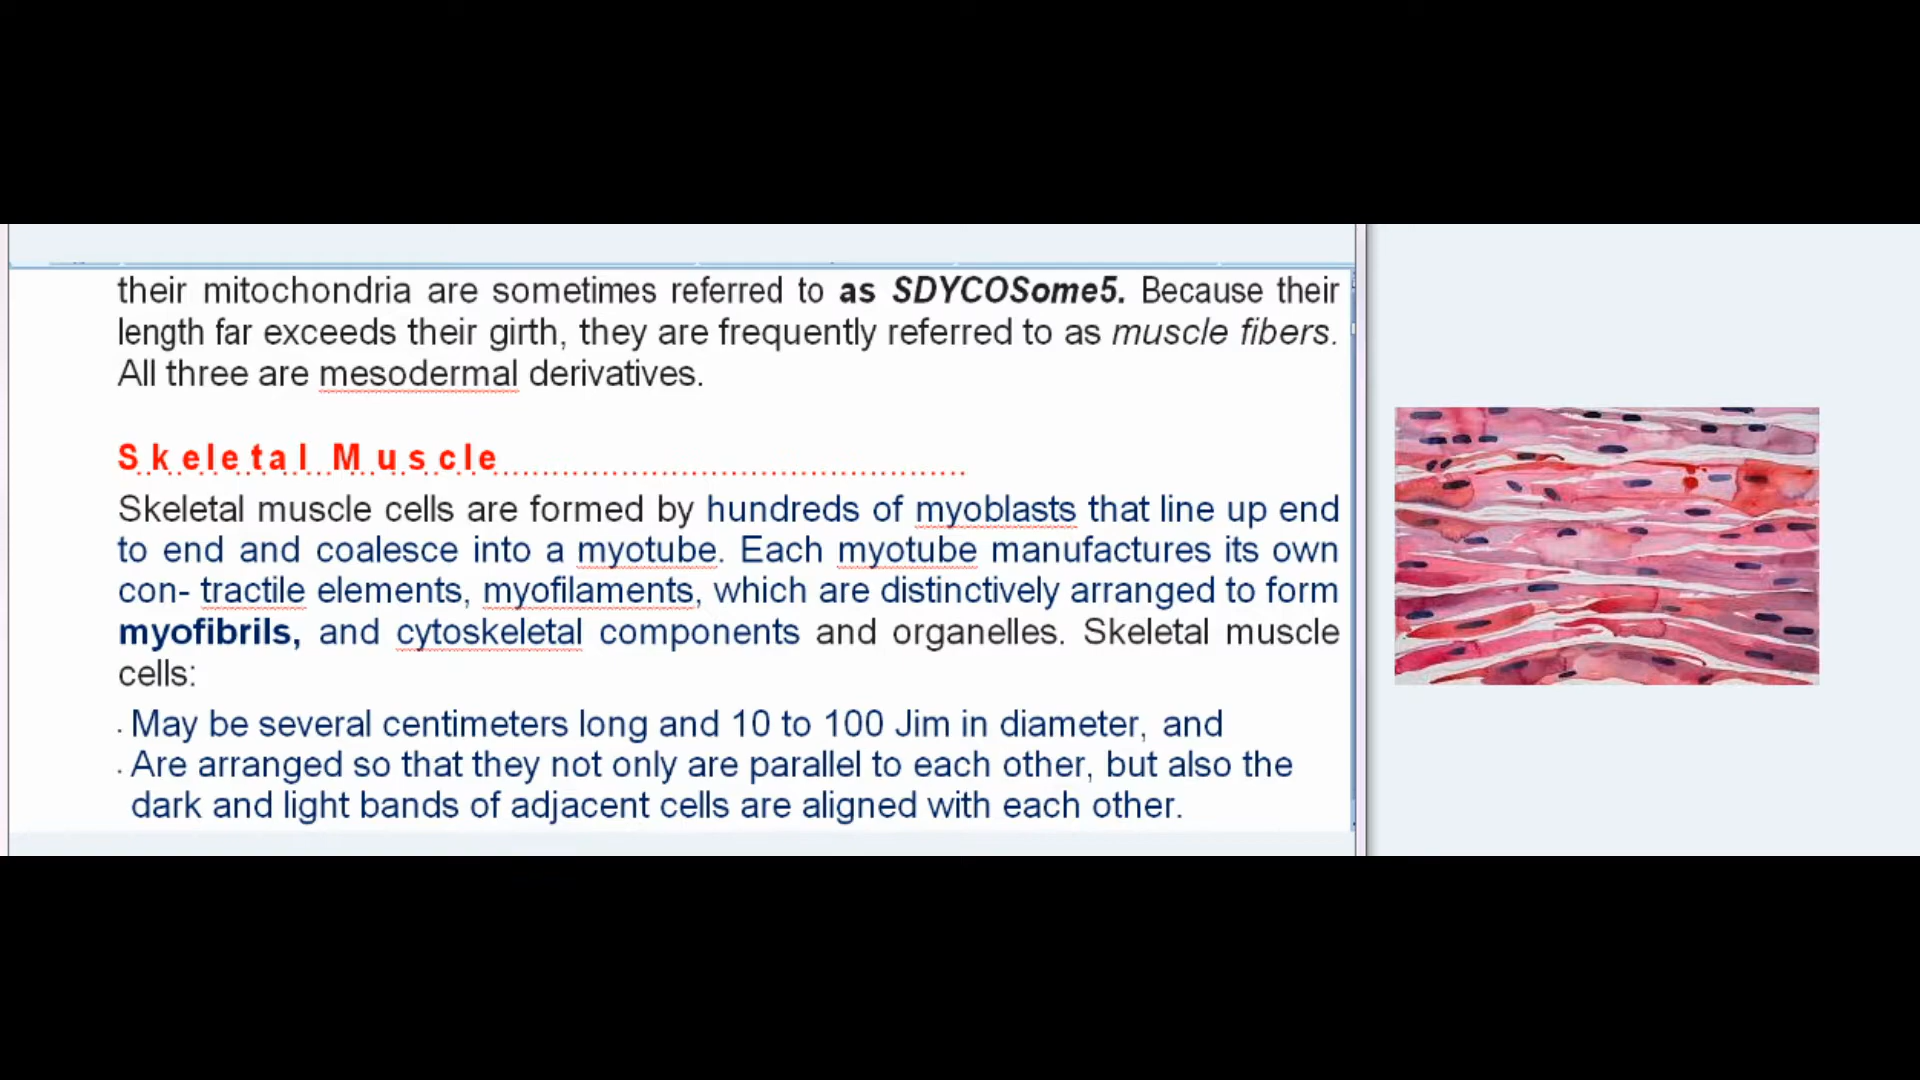 their mitochondria are sometimes referred to as SDYCOSome5. Because their
length far exceeds their girth, they are frequently referred to as muscle fibers.
All three are mesodermal derivatives.
Skeletal Muscle
Skeletal muscle cells are formed by hundreds of myoblasts that line up end
to end and coalesce into a myotube. Each myotube manufactures its own
con- tractile elements, myofilaments, which are distinctively arranged to form
myofibrils, and cytoskeletal components and organelles. Skeletal muscle
cells:
· May be several centimeters long and 10 to 100 Jim in diameter, and
· Are arranged so that they not only are parallel to each other, but also the
dark and light bands of adjacent cells are aligned with each other.